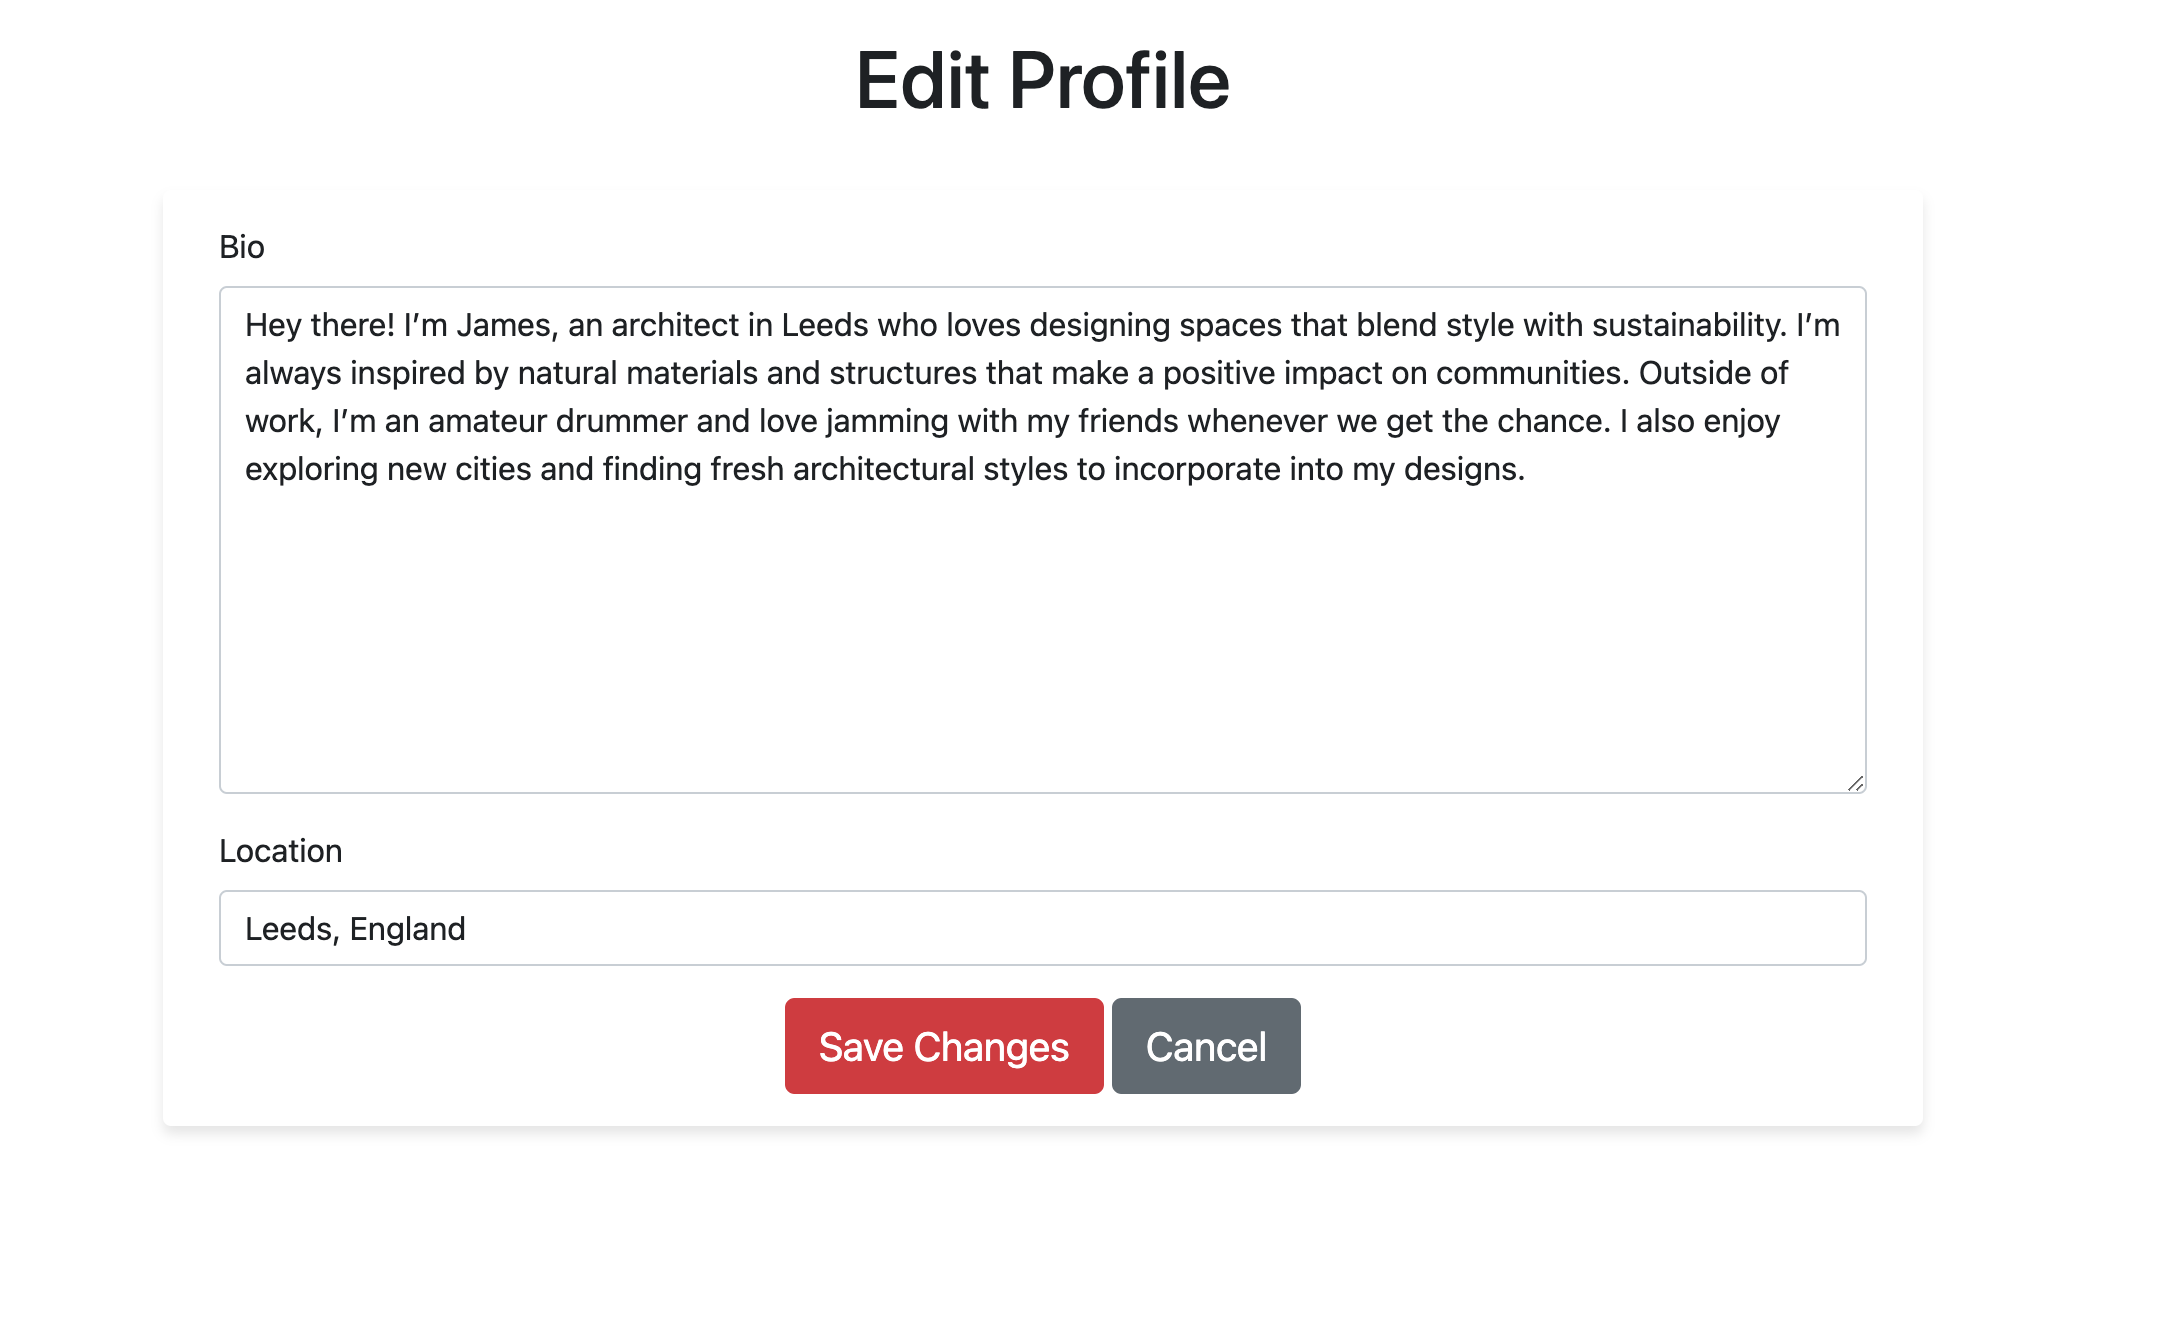 Edit Profile
Bio
Hey there! I’m James, an architect in Leeds who loves designing spaces that blend style with sustainability. I’m
always inspired by natural materials and structures that make a positive impact on communities. Outside of
work, I’m an amateur drummer and love jamming with my friends whenever we get the chance. I also enjoy
exploring new cities and finding fresh architectural styles to incorporate into my designs.
Location
Leeds, England
Save Changes
Cancel